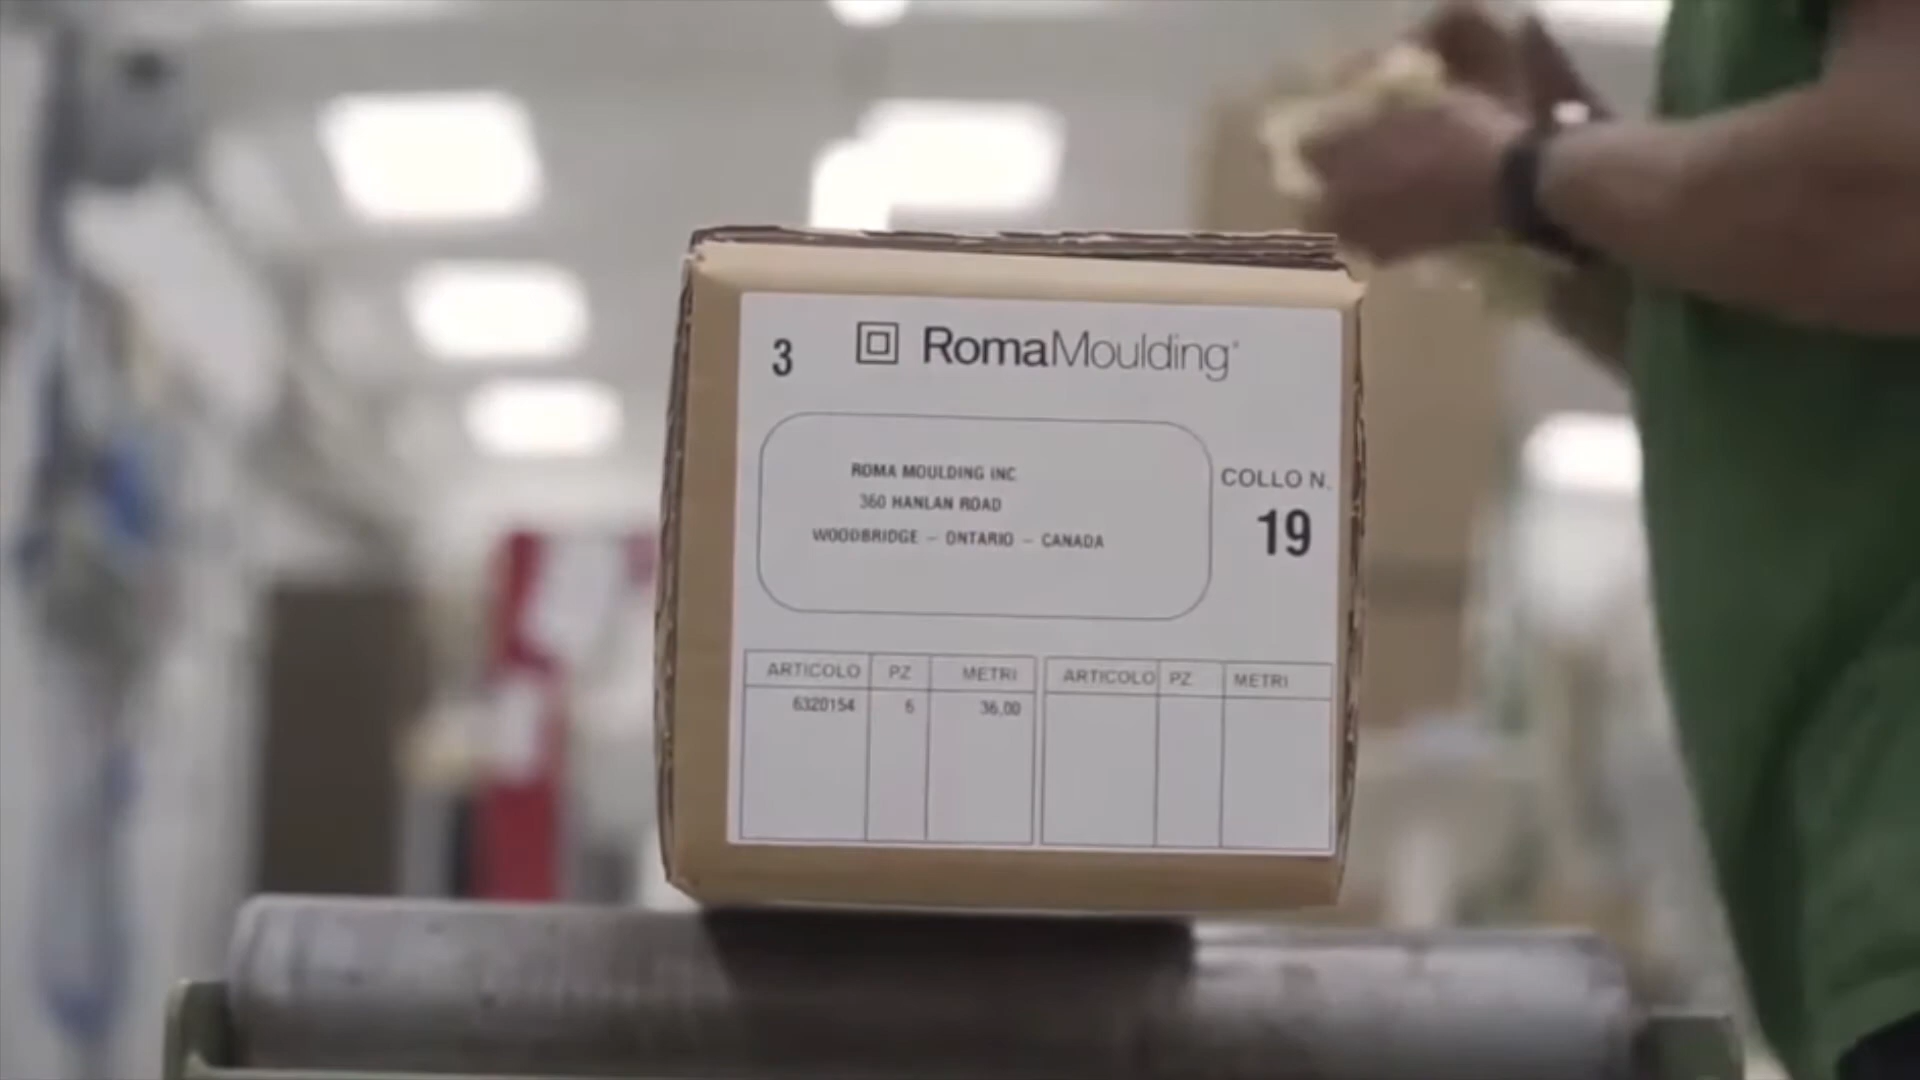 3
RomaMoulding
ROMA MOULDING INC
360 HANLAN ROAD
WOODBRIDGE - ONTARIO - CANADA
COLLO N.
19
ARTICOLO PZ METRI ARTICOLO PZ METRI
6320154 6 36,00